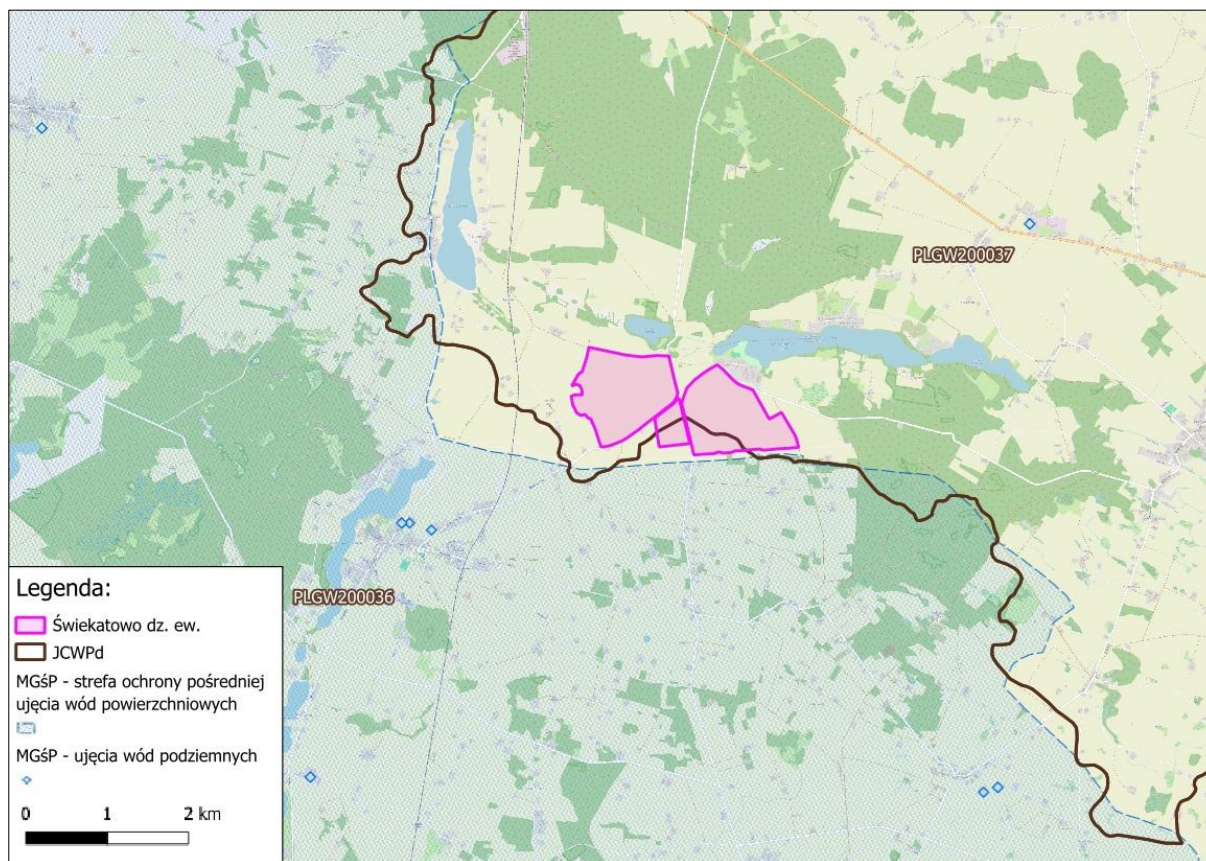 PLGW200037
PLGW200036
Legenda:
Świekatowo dz. ew.
JCWPd
MGśP - strefa ochrony pośredniej
ujęcia wód powierzchniowych
MGśP - ujęcia wód podziemnych
0 1 2 km